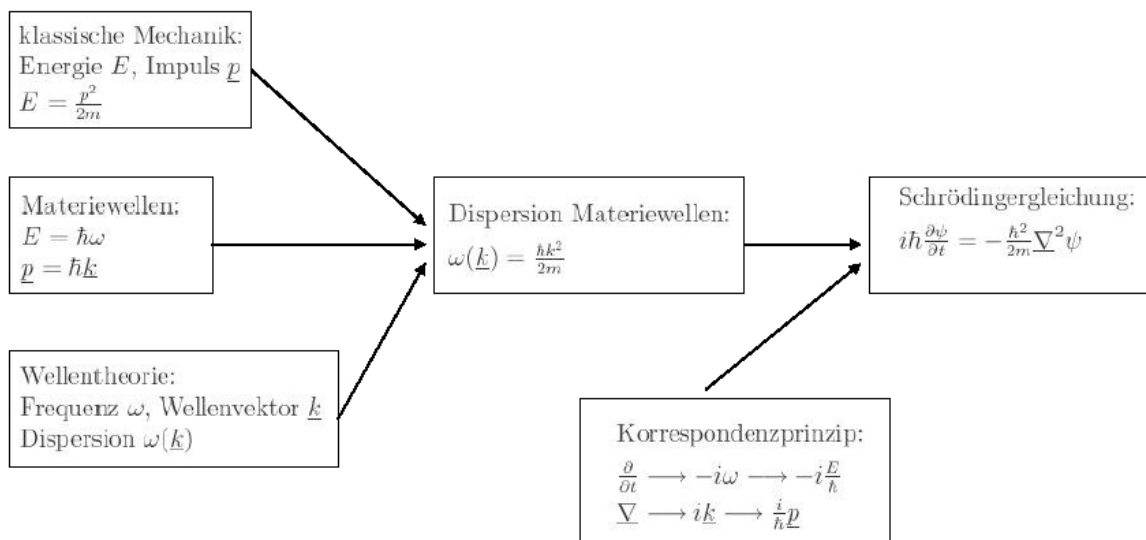 klassische Mechanik:
Energie E, Impuls p
E = p²/2m
Materiewellen:
E = ħω
p = ħk
Wellentheorie:
Frequenz ω, Wellenvektor k
Dispersion ω(k)
Dispersion Materiewellen:
ω(k) = ħk²/2m
Schrödingergleichung:
iħ ∂ψ/∂t = −ħ²/2m ∇²ψ
Korrespondenzprinzip:
∂/∂t ⟶ −iω ⟶ −i E/ħ
∇ ⟶ ik ⟶ i/ħ p